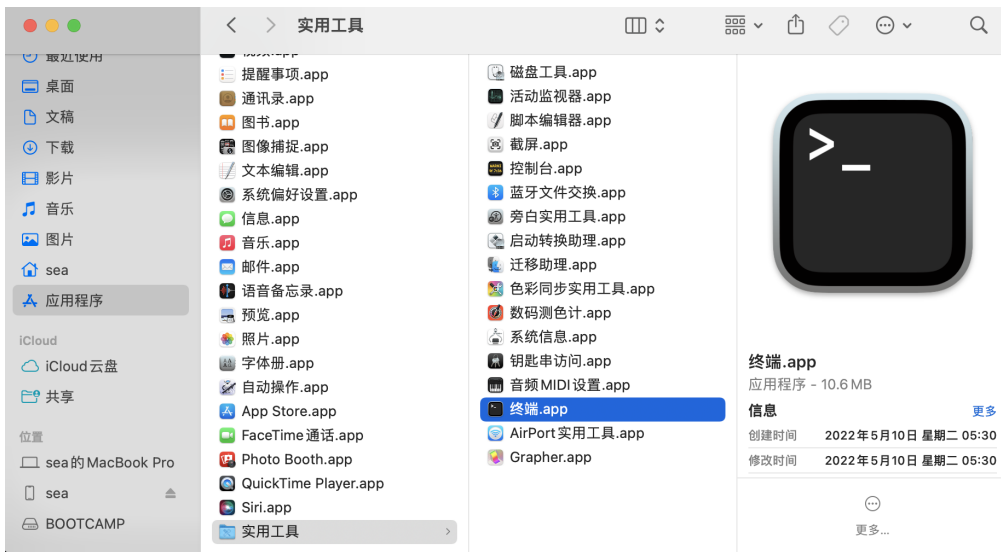 实用工具
最近使用
桌面
文稿
下载
影片
音乐
图片
sea
应用程序
iCloud
iCloud云盘
共享
位置
sea的MacBook Pro
sea
BOOTCAMP
提醒事项.app
通讯录.app
图书.app
图像捕捉.app
文本编辑.app
系统偏好设置.app
信息.app
音乐.app
邮件.app
语音备忘录.app
预览.app
照片.app
字体册.app
自动操作.app
App Store.app
FaceTime通话.app
Photo Booth.app
QuickTime Player.app
Siri.app
实用工具
磁盘工具.app
活动监视器.app
脚本编辑器.app
截屏.app
控制台.app
蓝牙文件交换.app
旁白实用工具.app
启动转换助理.app
迁移助理.app
色彩同步实用工具.app
数码测色计.app
系统信息.app
钥匙串访问.app
音频MIDI设置.app
终端.app
AirPort实用工具.app
Grapher.app
>_
终端.app
应用程序 - 10.6 MB
信息 更多
创建时间 2022年5月10日 星期二 05:30
修改时间 2022年5月10日 星期二 05:30
更多...